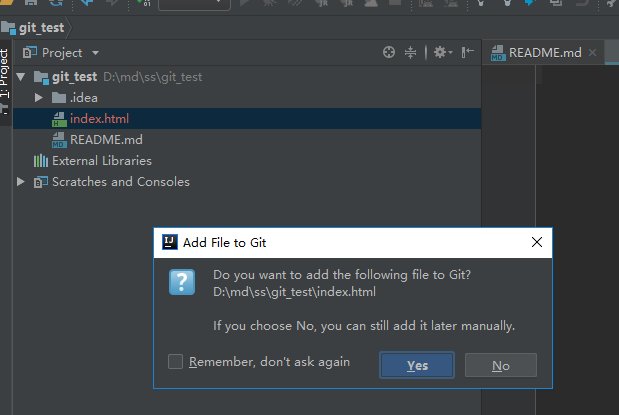 git_test
1: Project
Project
README.md
git_test D:\md\ss\git_test
.idea
index.html
README.md
External Libraries
Scratches and Consoles
Add File to Git
Do you want to add the following file to Git?
D:\md\ss\git_test\index.html
If you choose No, you can still add it later manually.
Remember, don't ask again
Yes
No